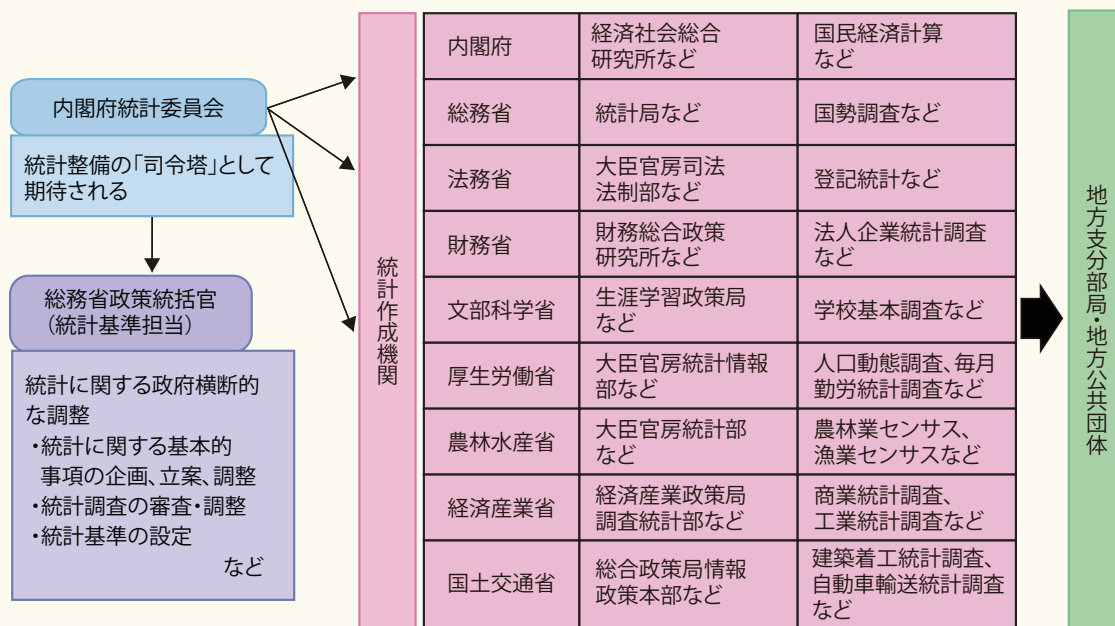 内閣府統計委員会
統計整備の「司令塔」として
期待される
総務省政策統括官
（統計基準担当）
統計に関する政府横断的
な調整
・統計に関する基本的
事項の企画、立案、調整
・統計調査の審査・調整
・統計基準の設定
など
統計作成機関
内閣府
経済社会総合
研究所など
国民経済計算
など
総務省
統計局など
国勢調査など
法務省
大臣官房司法
法制部など
登記統計など
財務省
財務総合政策
研究所など
法人企業統計調査
など
文部科学省
生涯学習政策局
など
学校基本調査など
厚生労働省
大臣官房統計情報
部など
人口動態調査、毎月
勤労統計調査など
農林水産省
大臣官房統計部
など
農林業センサス、
漁業センサスなど
経済産業省
経済産業政策局
調査統計部など
商業統計調査、
工業統計調査など
国土交通省
総合政策局情報
政策本部など
建築着工統計調査、
自動車輸送統計調査
など
地方支分部局・地方公共団体